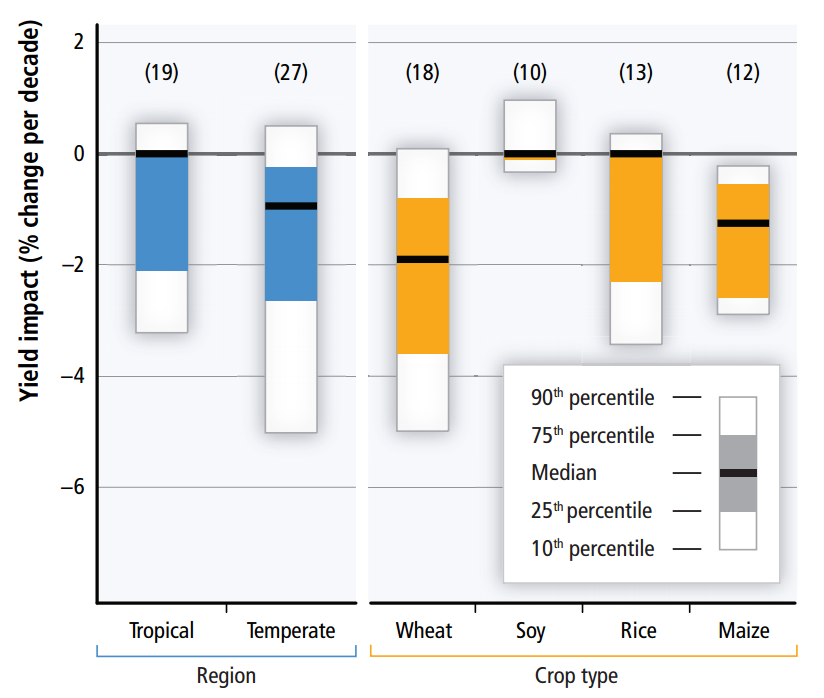 Yield impact (% change per decade)
2
0
−2
−4
−6
(19)
(27)
(18)
(10)
(13)
(12)
90th percentile
75th percentile
Median
25th percentile
10th percentile
Tropical
Temperate
Wheat
Soy
Rice
Maize
Region
Crop type